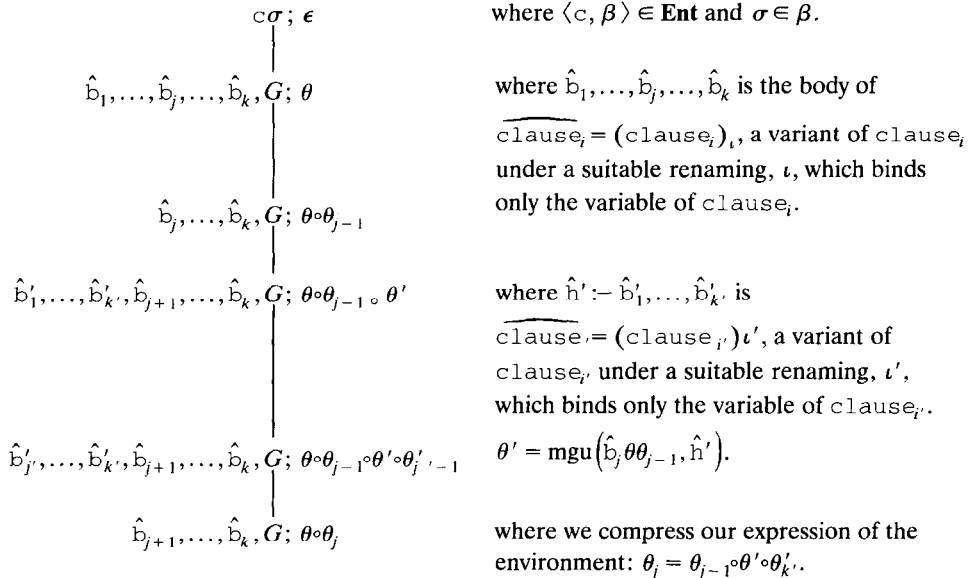 cσ; ϵ where ⟨c, β⟩ ∈ Ent and σ ∈ β.
b̂₁,…,b̂ⱼ,…,b̂ₖ, G; θ where b̂₁,…,b̂ⱼ,…,b̂ₖ is the body of
clauseᵢ = (clauseᵢ)ι, a variant of clauseᵢ
under a suitable renaming, ι, which binds
only the variable of clauseᵢ.
b̂ⱼ,…,b̂ₖ, G; θ∘θⱼ₋₁
b̂′₁,…,b̂′ₖ′, b̂ⱼ₊₁,…,b̂ₖ, G; θ∘θⱼ₋₁∘θ′ where ĥ′ :– b̂′₁,…,b̂′ₖ′ is
clause′ = (clauseᵢ′)ι′, a variant of
clauseᵢ′ under a suitable renaming, ι′,
which binds only the variable of clauseᵢ′.
b̂′ⱼ′,…,b̂′ₖ′, b̂ⱼ₊₁,…,b̂ₖ, G; θ∘θⱼ₋₁∘θ′∘θ′ⱼ′₋₁ θ′ = mgu(b̂ⱼθθⱼ₋₁, ĥ′).
b̂ⱼ₊₁,…,b̂ₖ, G; θ∘θⱼ where we compress our expression of the
environment: θⱼ = θⱼ₋₁∘θ′∘θ′ₖ′.